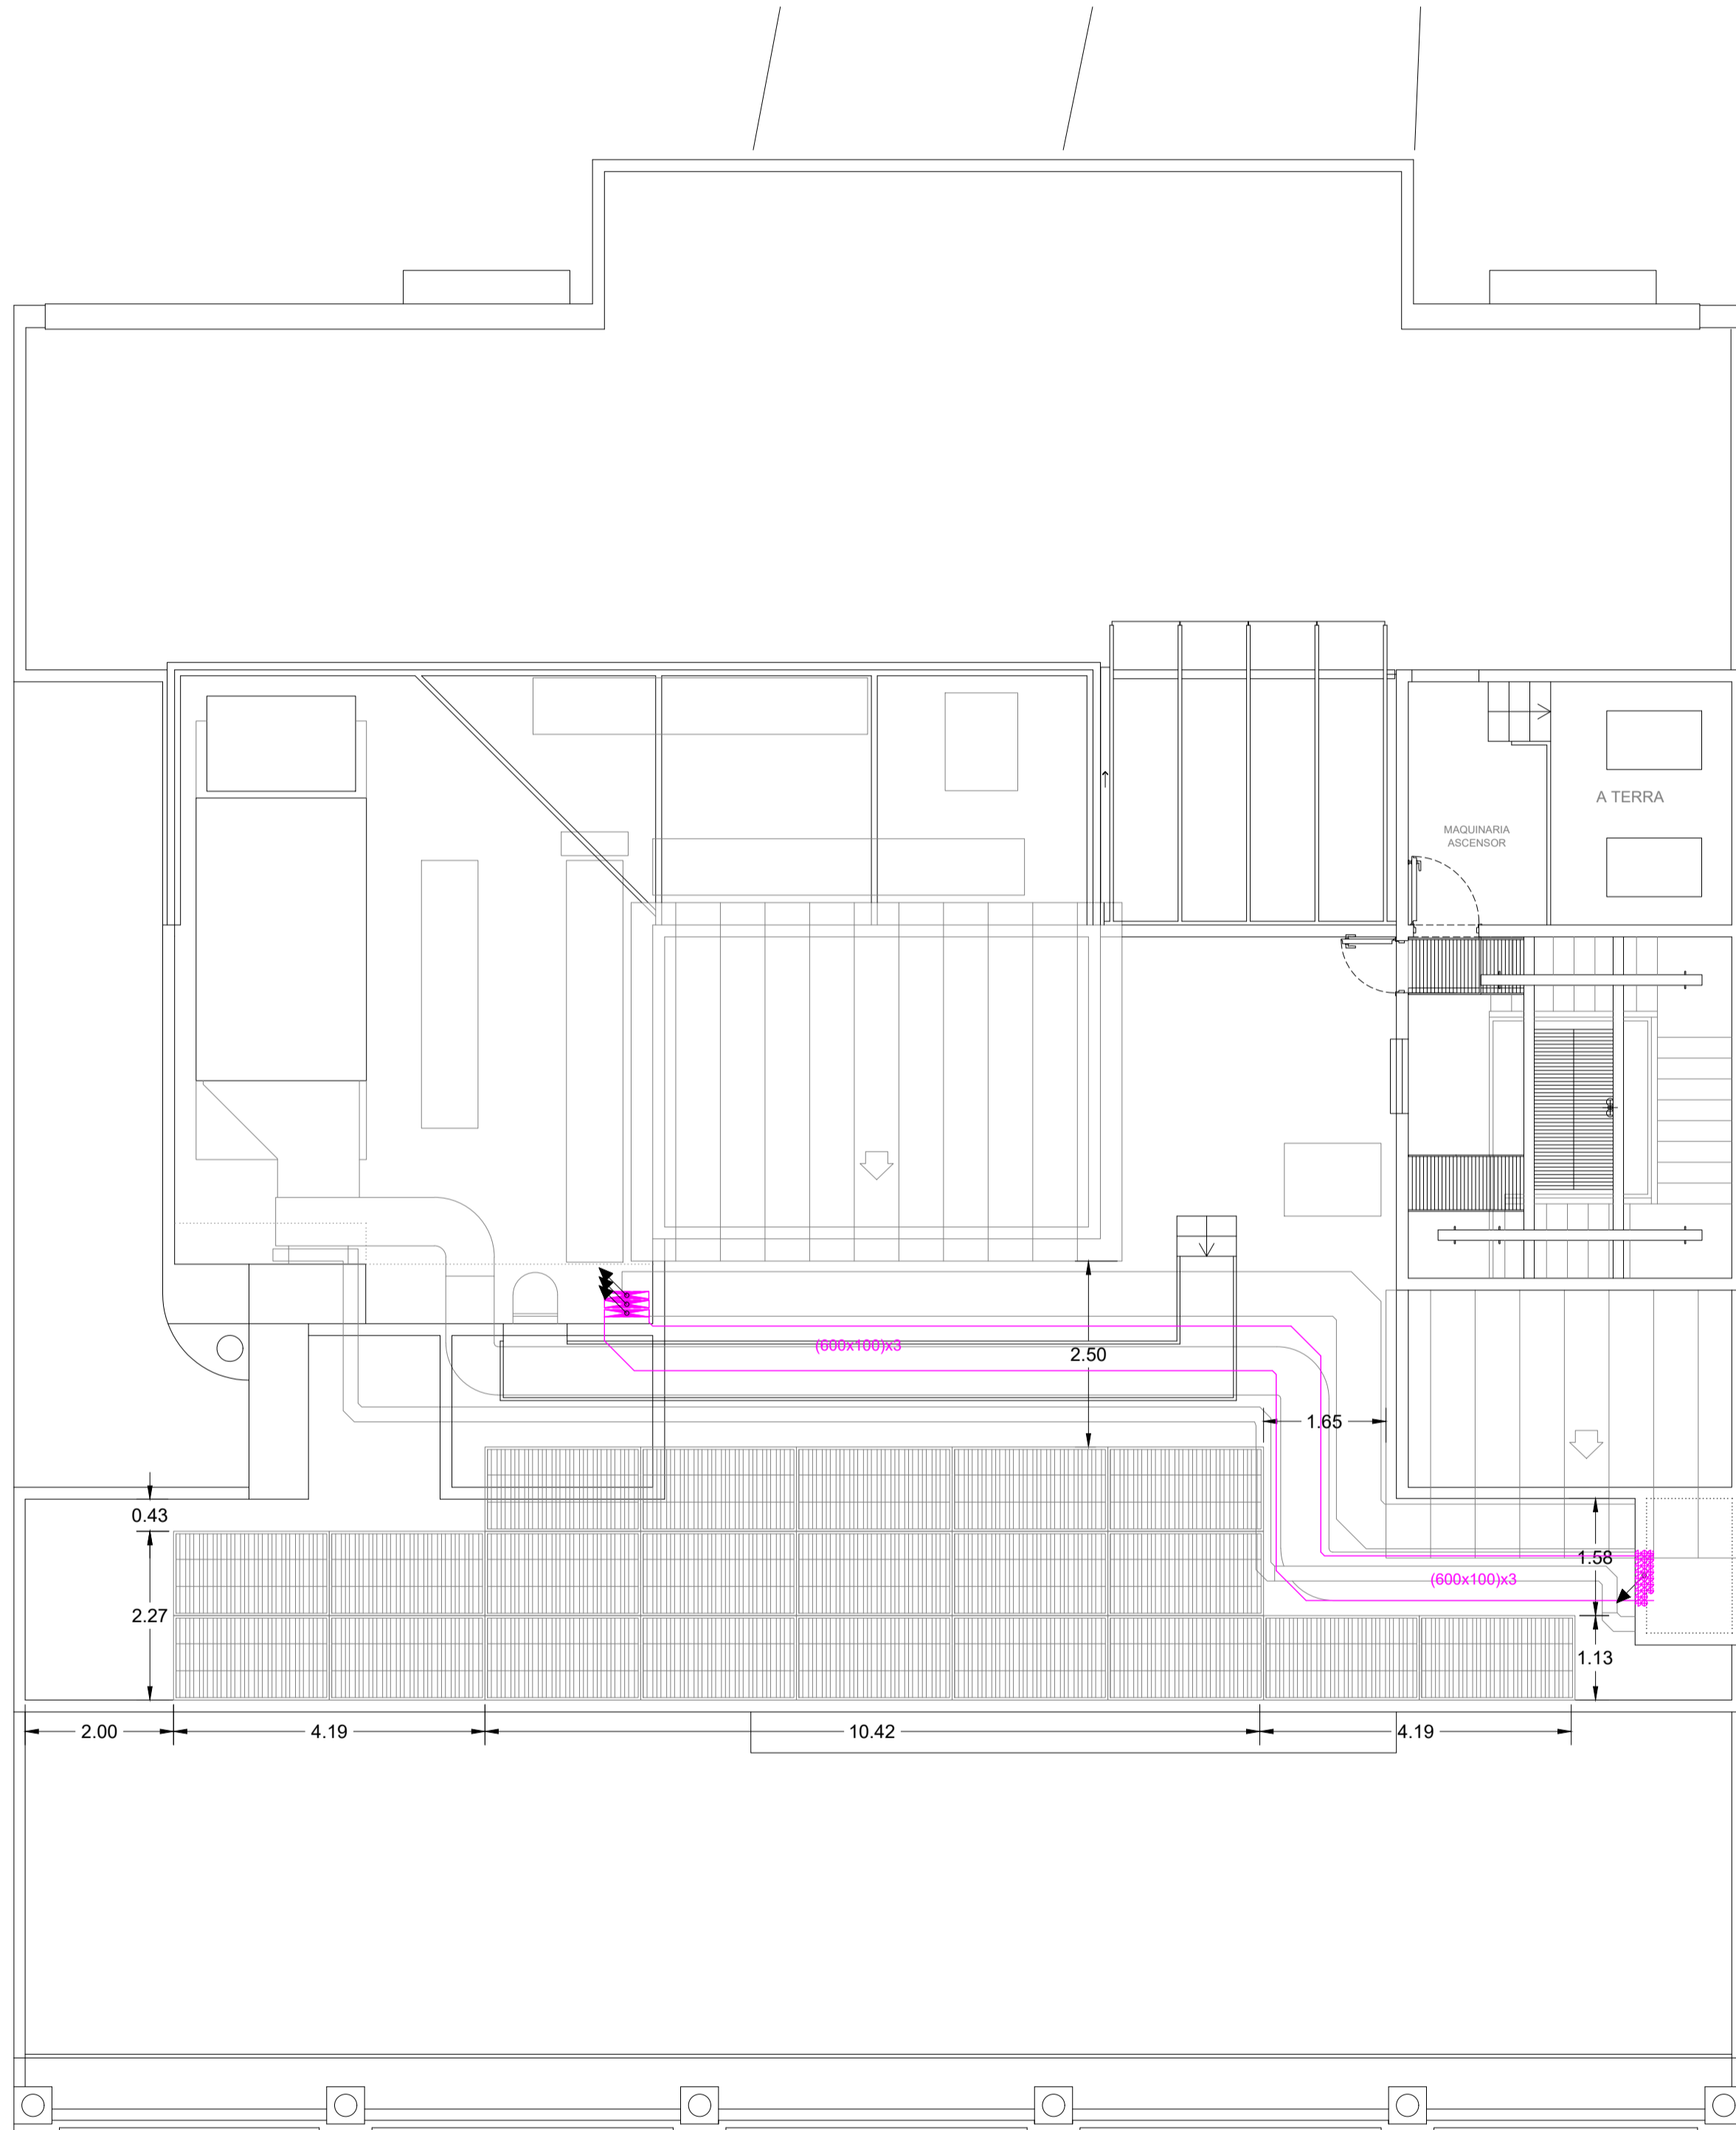 A TERRA
MAQUINARIA
ASCENSOR
(600x100)x3
2.50
1.65
0.43
1.58
(600x100)x3
2.27
1.13
2.00
4.19
10.42
4.19